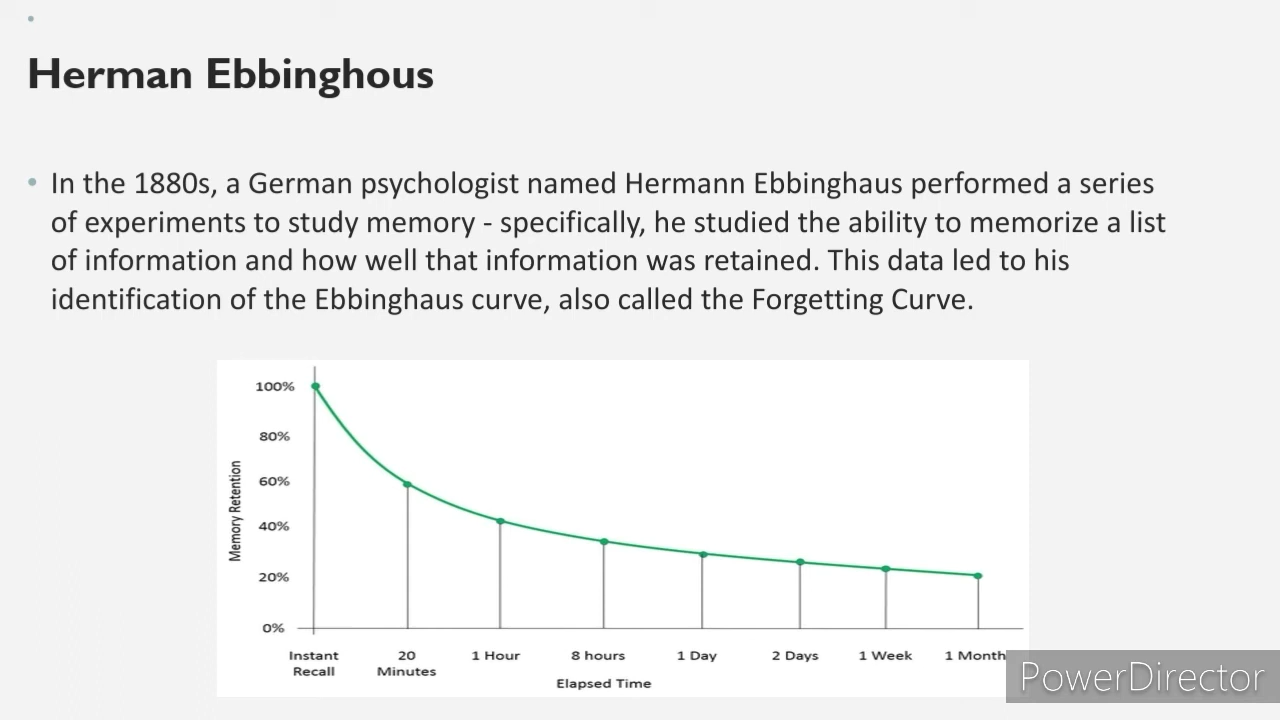 Herman Ebbinghous
In the 1880s, a German psychologist named Hermann Ebbinghaus performed a series
of experiments to study memory - specifically, he studied the ability to memorize a list
of information and how well that information was retained. This data led to his
identification of the Ebbinghaus curve, also called the Forgetting Curve.
100%
80%
60%
40%
20%
0%
Memory Retention
Instant Recall
20 Minutes
1 Hour
8 hours
1 Day
2 Days
1 Week
1 Month
Elapsed Time
PowerDirector